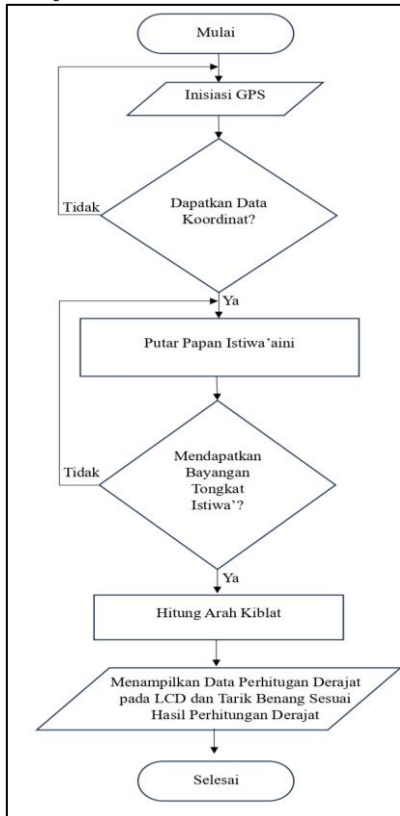 Mulai
Inisiasi GPS
Dapatkan Data
Koordinat?
Tidak
Ya
Putar Papan Istiwa’aini
Mendapatkan
Bayangan
Tongkat
Istiwa’?
Tidak
Ya
Hitung Arah Kiblat
Menampilkan Data Perhitugan Derajat
pada LCD dan Tarik Benang Sesuai
Hasil Perhitungan Derajat
Selesai